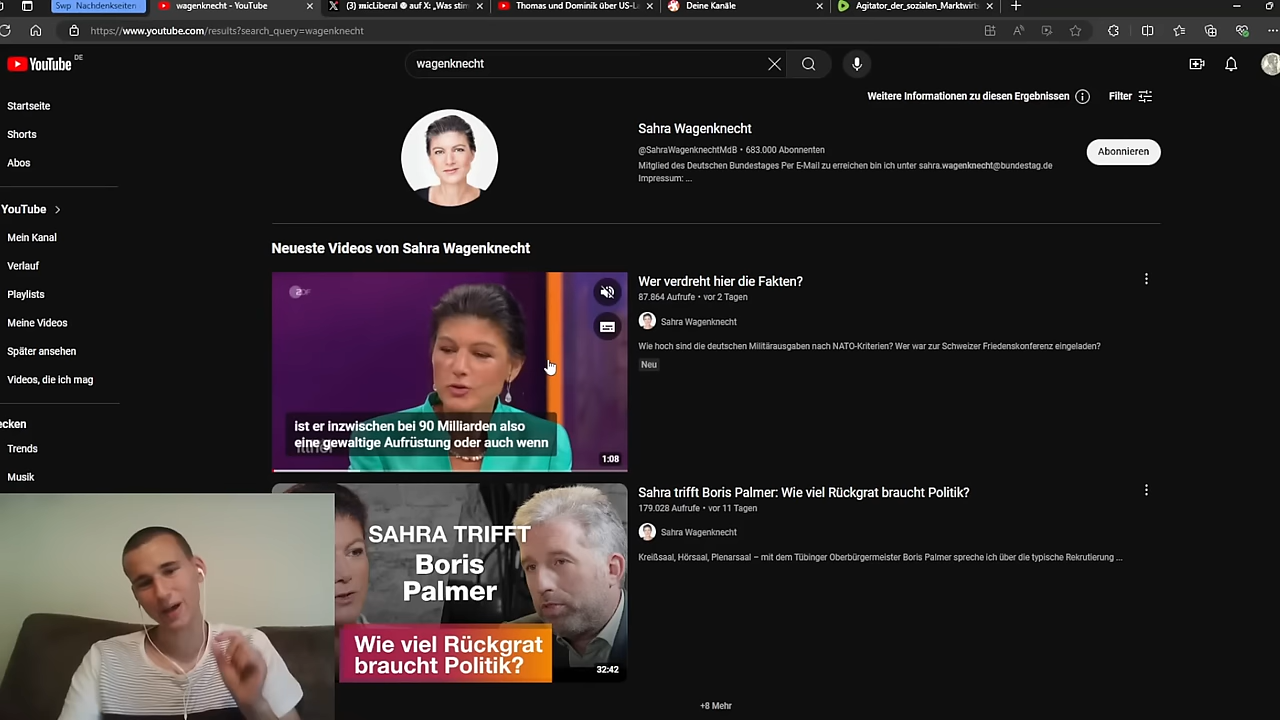 Swp Nachdenkseiten
wagenknecht - YouTube
(3) micLiberal auf X: „Was stim
Thomas und Dominik über US-La
Deine Kanäle
Agitator_der_sozialen_Marktwirts
https://www.youtube.com/results?search_query=wagenknecht
YouTube DE
wagenknecht
Weitere Informationen zu diesen Ergebnissen
Filter
Startseite
Shorts
Abos
YouTube
Mein Kanal
Verlauf
Playlists
Meine Videos
Später ansehen
Videos, die ich mag
ecken
Trends
Musik
Sahra Wagenknecht
@SahraWagenknechtMdB • 683.000 Abonnenten
Mitglied des Deutschen Bundestages Per E-Mail zu erreichen bin ich unter sahra.wagenknecht@bundestag.de
Impressum: ...
Abonnieren
Neueste Videos von Sahra Wagenknecht
ZDF
ist er inzwischen bei 90 Milliarden also
eine gewaltige Aufrüstung oder auch wenn
illner
1:08
Wer verdreht hier die Fakten?
87.864 Aufrufe • vor 2 Tagen
Sahra Wagenknecht
Wie hoch sind die deutschen Militärausgaben nach NATO-Kriterien? Wer war zur Schweizer Friedenskonferenz eingeladen?
Neu
SAHRA TRIFFT
Boris
Palmer
Wie viel Rückgrat
braucht Politik?
32:42
Sahra trifft Boris Palmer: Wie viel Rückgrat braucht Politik?
179.028 Aufrufe • vor 11 Tagen
Sahra Wagenknecht
Kreißsaal, Hörsaal, Plenarsaal – mit dem Tübinger Oberbürgermeister Boris Palmer spreche ich über die typische Rekrutierung ...
+8 Mehr